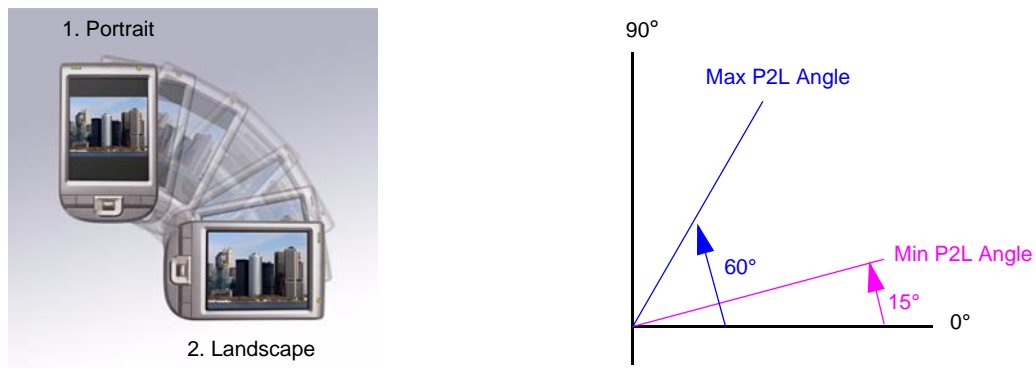 1. Portrait
2. Landscape
90°
Max P2L Angle
60°
Min P2L Angle
15°
0°